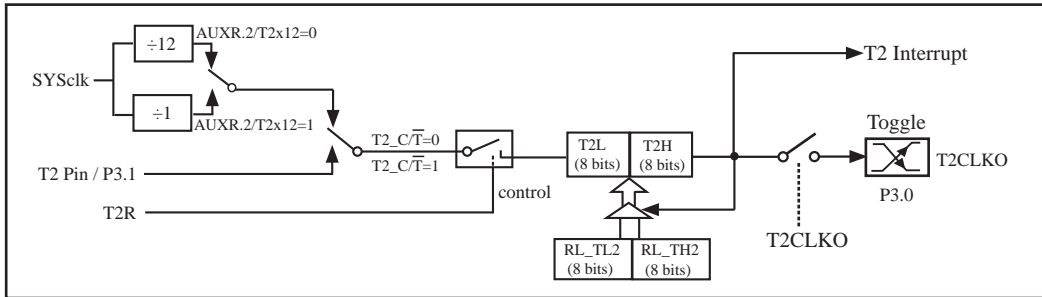 ÷12
AUXR.2/T2x12=0
SYSclk
÷1
AUXR.2/T2x12=1
T2_C/T̅=0
T2_C/T̅=1
T2 Pin / P3.1
T2R
control
T2L
(8 bits)
T2H
(8 bits)
RL_TL2
(8 bits)
RL_TH2
(8 bits)
T2 Interrupt
Toggle
T2CLKO
P3.0
T2CLKO